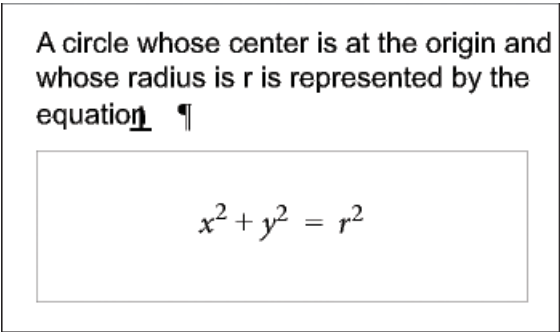 A circle whose center is at the origin and
whose radius is r is represented by the
equation ¶
x² + y² = r²